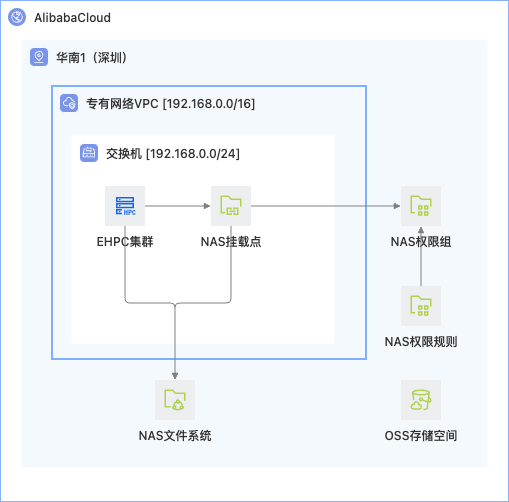 AlibabaCloud
华南1（深圳）
专有网络VPC [192.168.0.0/16]
交换机 [192.168.0.0/24]
HPC
EHPC集群
NAS挂载点
NAS权限组
NAS权限规则
NAS文件系统
OSS存储空间